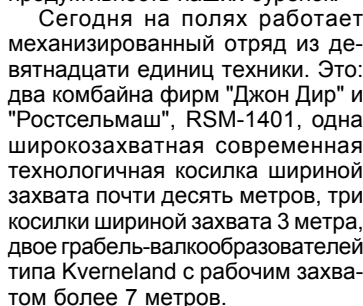 продуктивность наших буренок.
Сегодня на полях работает
механизированный отряд из де-
вятнадцати единиц техники. Это:
два комбайна фирм "Джон Дир" и
"Ростсельмаш", RSM-1401, одна
широкозахватная современная
технологичная косилка шириной
захвата почти десять метров, три
косилки шириной захвата 3 метра,
двое грабель-валкообразователей
типа Kverneland с рабочим захва-
том более 7 метров.